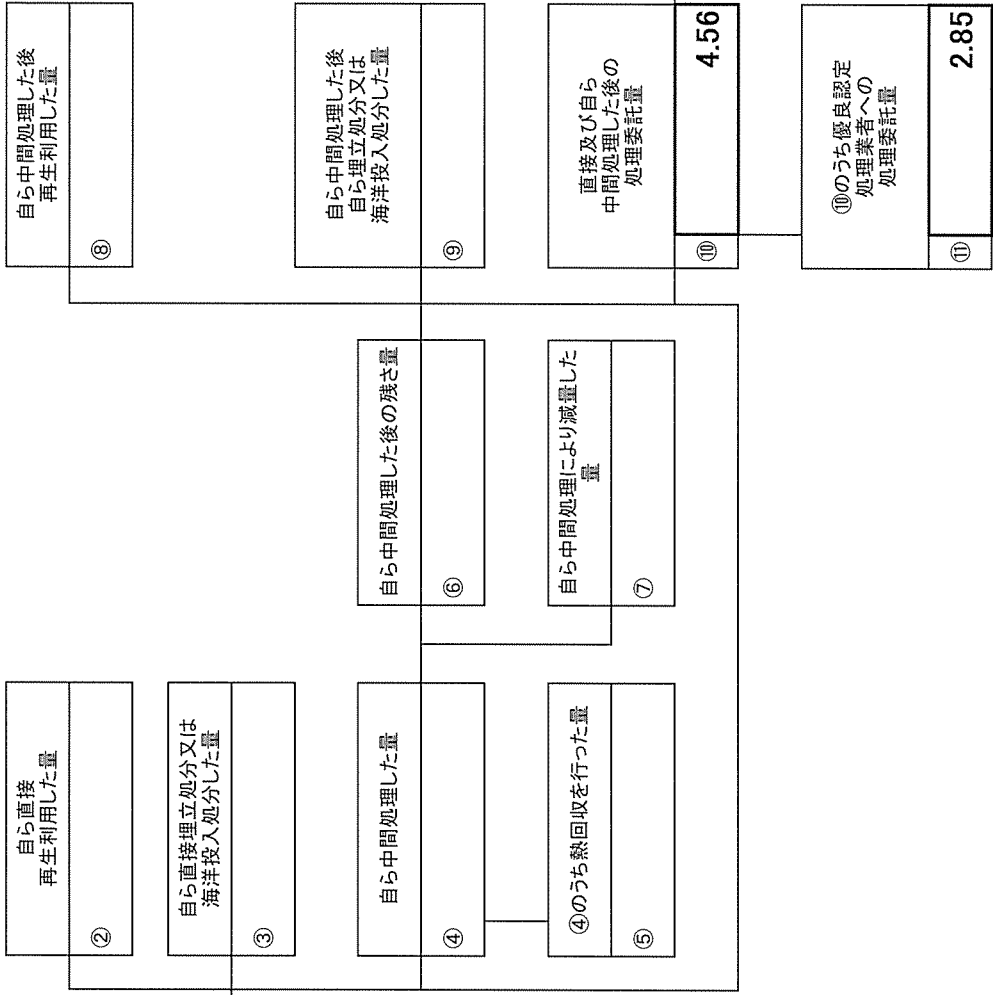 自ら直接
再生利用した量
②
自ら直接埋立処分又は
海洋投入処分した量
③
自ら中間処理した量
④
④のうち熱回収を行った量
⑤
自ら中間処理した後の残さ量
⑥
自ら中間処理により減量した
量
⑦
自ら中間処理した後
再生利用した量
⑧
自ら中間処理した後
自ら埋立処分又は
海洋投入処分した量
⑨
直接及び自ら
中間処理した後の
処理委託量
⑩ 4.56
⑩のうち優良認定
処理業者への
処理委託量
⑪ 2.85